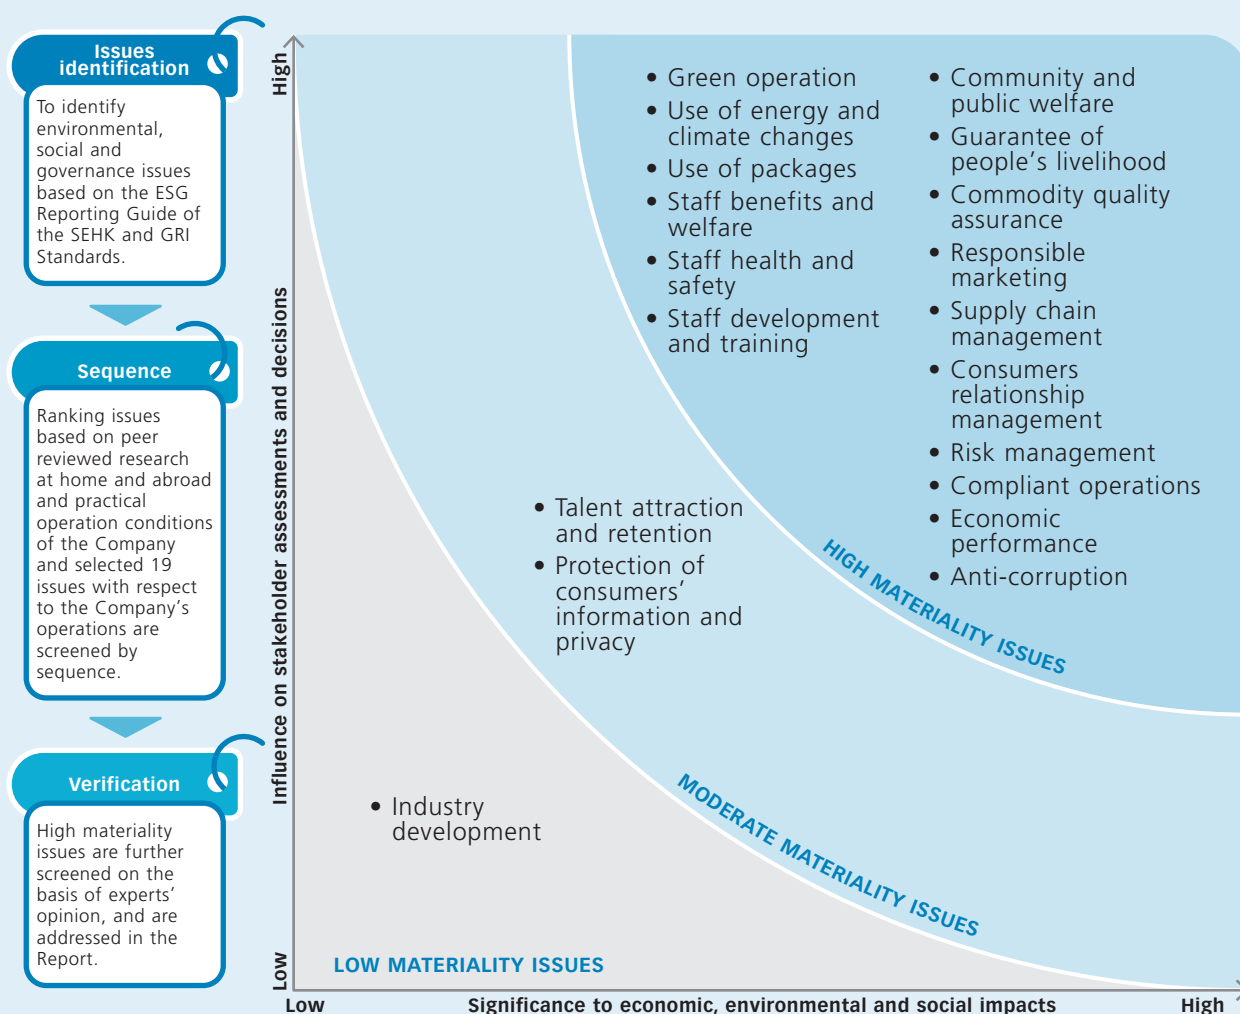 Issues
identification
To identify
environmental,
social and
governance issues
based on the ESG
Reporting Guide of
the SEHK and GRI
Standards.
Sequence
Ranking issues
based on peer
reviewed research
at home and abroad
and practical
operation conditions
of the Company
and selected 19
issues with respect
to the Company's
operations are
screened by
sequence.
Verification
High materiality
issues are further
screened on the
basis of experts'
opinion, and are
addressed in the
Report.
High
Influence on stakeholder assessments and decisions
Low
• Green operation
• Use of energy and
climate changes
• Use of packages
• Staff benefits and
welfare
• Staff health and
safety
• Staff development
and training
• Community and
public welfare
• Guarantee of
people's livelihood
• Commodity quality
assurance
• Responsible
marketing
• Supply chain
management
• Consumers
relationship
management
• Risk management
• Compliant operations
• Economic
performance
• Anti-corruption
HIGH MATERIALITY ISSUES
• Talent attraction
and retention
• Protection of
consumers'
information and
privacy
MODERATE MATERIALITY ISSUES
• Industry
development
LOW MATERIALITY ISSUES
Low
Significance to economic, environmental and social impacts
High